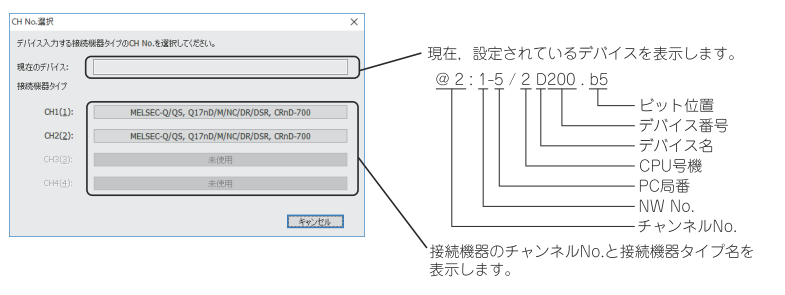 CH No.選択
デバイス入力する接続機器タイプのCH No.を選択してください。
現在のデバイス:
接続機器タイプ
CH1(1): MELSEC-Q/QS, Q17nD/M/NC/DR/DSR, CRnD-700
CH2(2): MELSEC-Q/QS, Q17nD/M/NC/DR/DSR, CRnD-700
CH3(3): 未使用
CH4(4): 未使用
キャンセル
現在，設定されているデバイスを表示します。
@ 2 : 1-5 / 2 D200 . b5
ビット位置
デバイス番号
デバイス名
CPU号機
PC局番
NW No.
チャンネルNo.
接続機器のチャンネルNo.と接続機器タイプ名を
表示します。